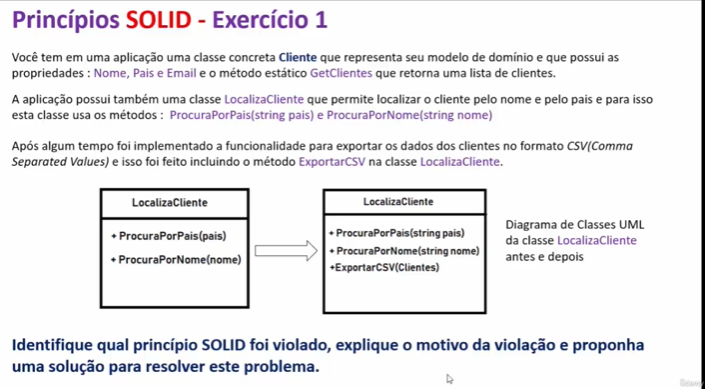 Princípios SOLID - Exercício 1
Você tem em uma aplicação uma classe concreta Cliente que representa seu modelo de domínio e que possui as
propriedades : Nome, Pais e Email e o método estático GetClientes que retorna uma lista de clientes.
A aplicação possui também uma classe LocalizaCliente que permite localizar o cliente pelo nome e pelo pais e para isso
esta classe usa os métodos : ProcuraPorPais(string pais) e ProcuraPorNome(string nome)
Após algum tempo foi implementado a funcionalidade para exportar os dados dos clientes no formato CSV(Comma
Separated Values) e isso foi feito incluindo o método ExportarCSV na classe LocalizaCliente.
LocalizaCliente
+ ProcuraPorPais(pais)
+ ProcuraPorNome(nome)
LocalizaCliente
+ ProcuraPorPais(string pais)
+ ProcuraPorNome(string nome)
+ExportarCSV(Clientes)
Diagrama de Classes UML
da classe LocalizaCliente
antes e depois
Identifique qual princípio SOLID foi violado, explique o motivo da violação e proponha
uma solução para resolver este problema.
Udemy